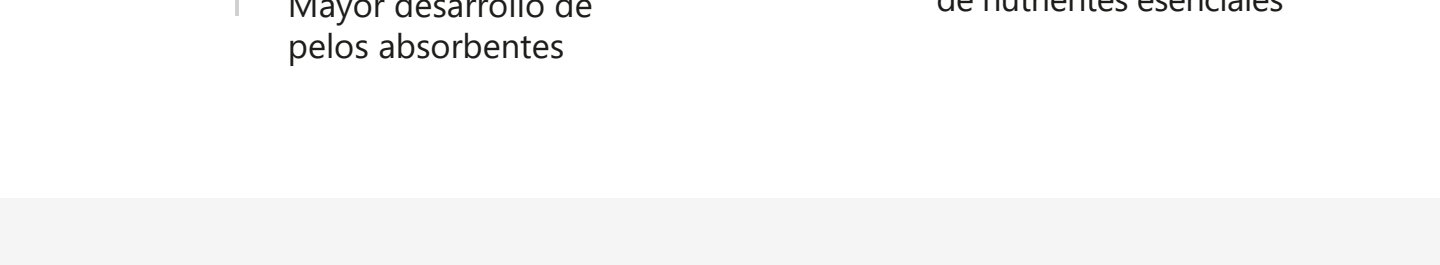 Mayor desarrollo de
pelos absorbentes
de nutrientes esenciales